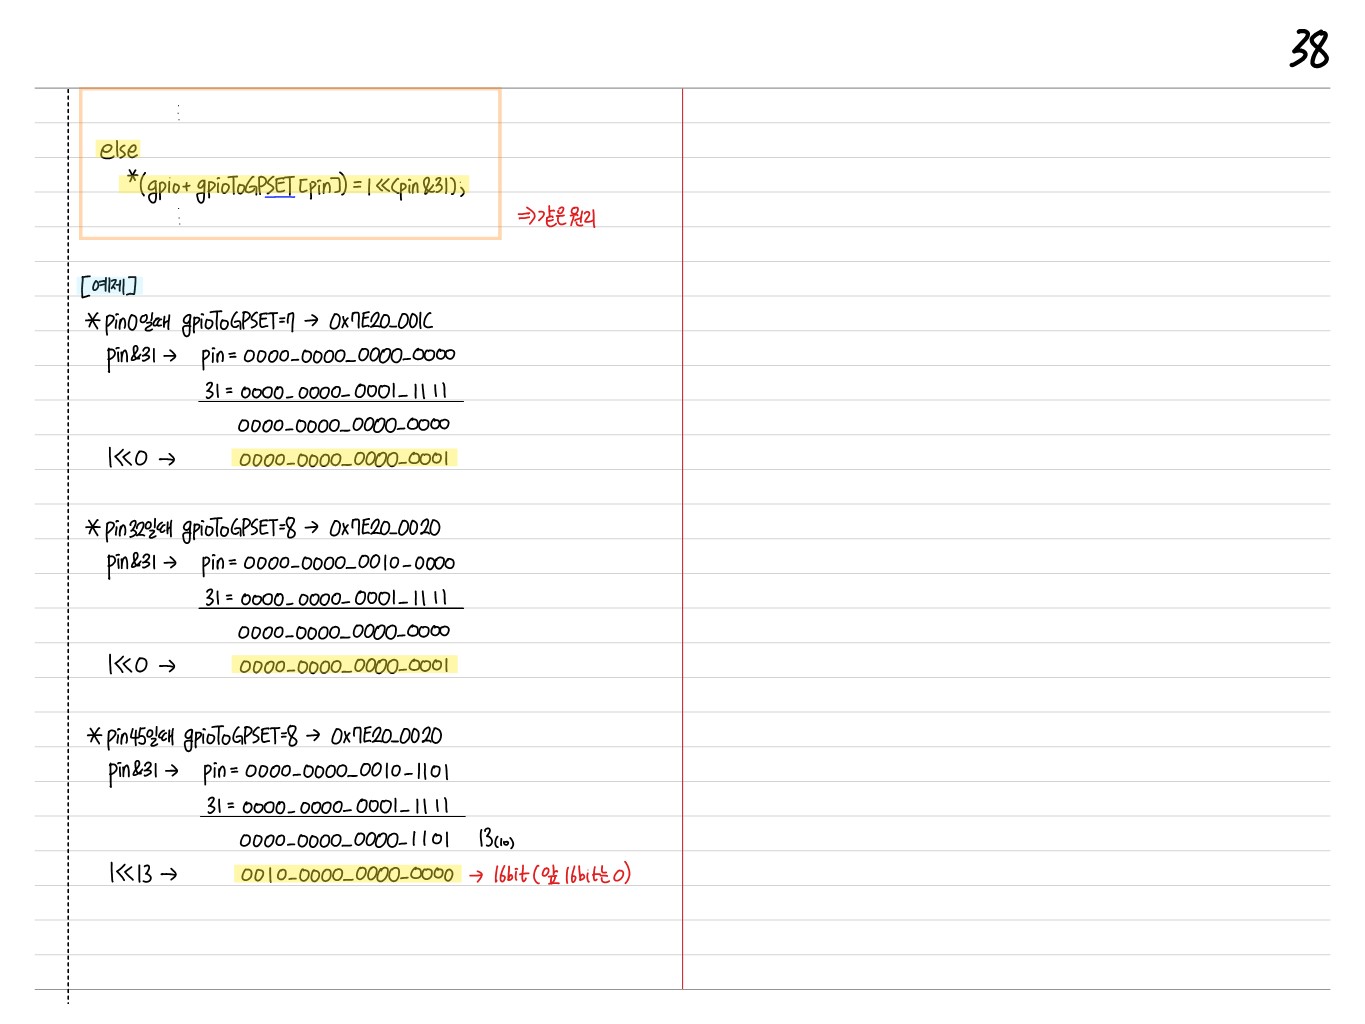 38
else
*(gpio+ gpioToGPSET[pin]) = 1<<(pin&31);
⇒ 같은 원리
[예제]
* pin0일때 gpioToGPSET=7 → 0x7E20_001C
pin&31 → pin = 0000_0000_0000_0000
31 = 0000_0000_0001_1111
0000_0000_0000_0000
1<<0 → 0000_0000_0000_0001
* pin32일때 gpioToGPSET=8 → 0x7E20_0020
pin&31 → pin = 0000_0000_0010_0000
31 = 0000_0000_0001_1111
0000_0000_0000_0000
1<<0 → 0000_0000_0000_0001
* pin45일때 gpioToGPSET=8 → 0x7E20_0020
pin&31 → pin = 0000_0000_0010_1101
31 = 0000_0000_0001_1111
0000_0000_0000_1101 13(10)
1<<13 → 0010_0000_0000_0000 → 16bit (앞 16bit는 0)